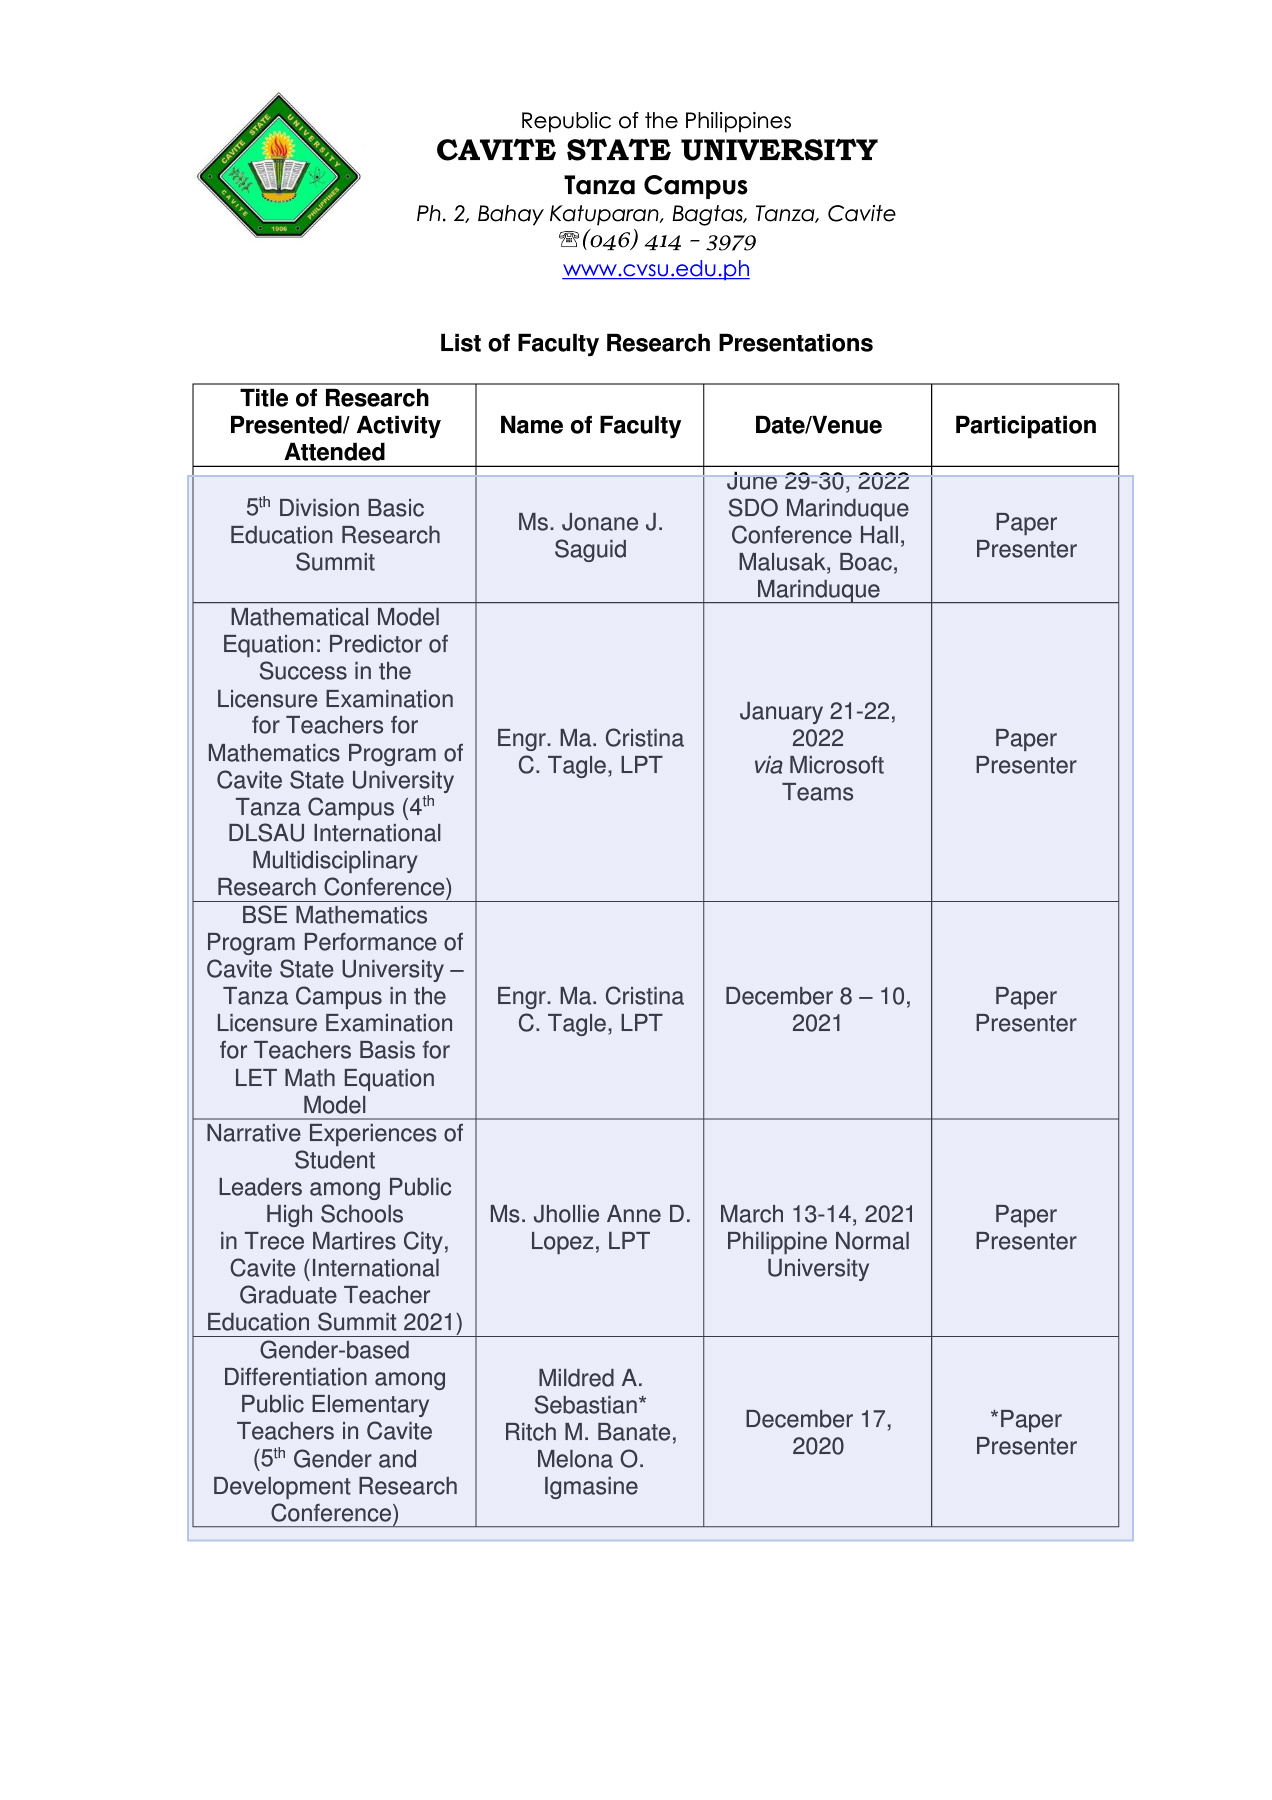 CAVITE STATE UNIVERSITY
CAVITE PHILIPPINES
1906
Republic of the Philippines
CAVITE STATE UNIVERSITY
Tanza Campus
Ph. 2, Bahay Katuparan, Bagtas, Tanza, Cavite
☏(046) 414 – 3979
www.cvsu.edu.ph
List of Faculty Research Presentations
Title of Research
Presented/ Activity
Attended
Name of Faculty
Date/Venue
Participation
5th Division Basic
Education Research
Summit
Ms. Jonane J.
Saguid
June 29-30, 2022
SDO Marinduque
Conference Hall,
Malusak, Boac,
Marinduque
Paper
Presenter
Mathematical Model
Equation: Predictor of
Success in the
Licensure Examination
for Teachers for
Mathematics Program of
Cavite State University
Tanza Campus (4th
DLSAU International
Multidisciplinary
Research Conference)
Engr. Ma. Cristina
C. Tagle, LPT
January 21-22,
2022
via Microsoft
Teams
Paper
Presenter
BSE Mathematics
Program Performance of
Cavite State University –
Tanza Campus in the
Licensure Examination
for Teachers Basis for
LET Math Equation
Model
Engr. Ma. Cristina
C. Tagle, LPT
December 8 – 10,
2021
Paper
Presenter
Narrative Experiences of
Student
Leaders among Public
High Schools
in Trece Martires City,
Cavite (International
Graduate Teacher
Education Summit 2021)
Ms. Jhollie Anne D.
Lopez, LPT
March 13-14, 2021
Philippine Normal
University
Paper
Presenter
Gender-based
Differentiation among
Public Elementary
Teachers in Cavite
(5th Gender and
Development Research
Conference)
Mildred A.
Sebastian*
Ritch M. Banate,
Melona O.
Igmasine
December 17,
2020
*Paper
Presenter